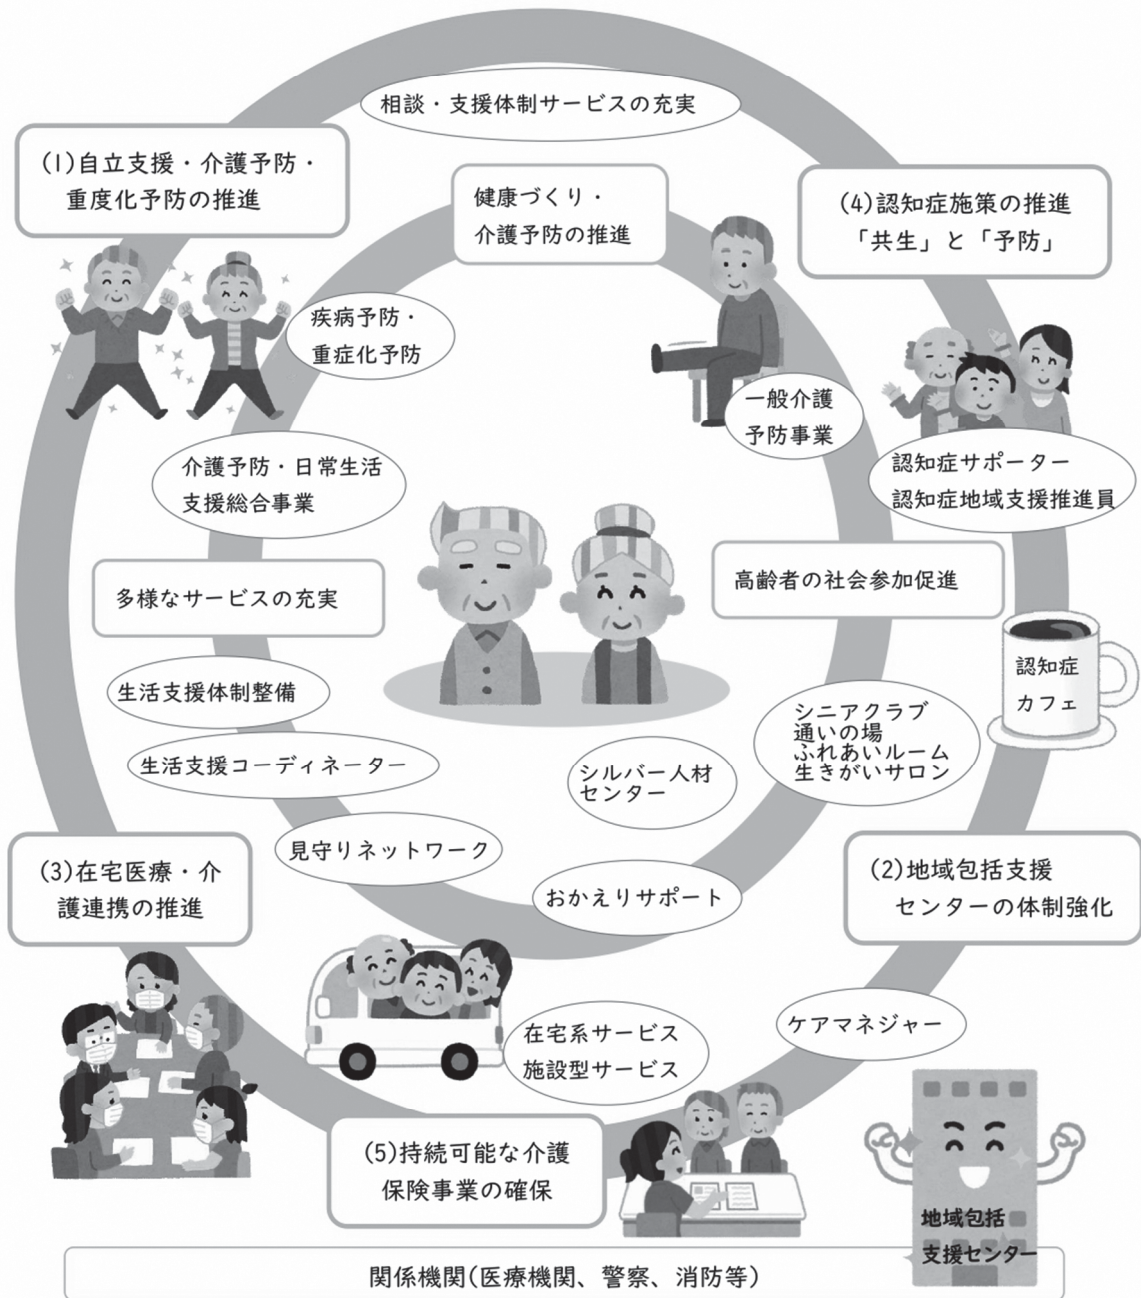 相談・支援体制サービスの充実
(1)自立支援・介護予防・
重度化予防の推進
健康づくり・
介護予防の推進
(4)認知症施策の推進
「共生」と「予防」
疾病予防・
重症化予防
一般介護
予防事業
認知症サポーター
認知症地域支援推進員
介護予防・日常生活
支援総合事業
多様なサービスの充実
高齢者の社会参加促進
認知症
カフェ
生活支援体制整備
生活支援コーディネーター
シニアクラブ
通いの場
ふれあいルーム
生きがいサロン
シルバー人材
センター
見守りネットワーク
おかえりサポート
(3)在宅医療・介
護連携の推進
(2)地域包括支援
センターの体制強化
在宅系サービス
施設型サービス
ケアマネジャー
(5)持続可能な介護
保険事業の確保
地域包括
支援センター
関係機関(医療機関、警察、消防等)